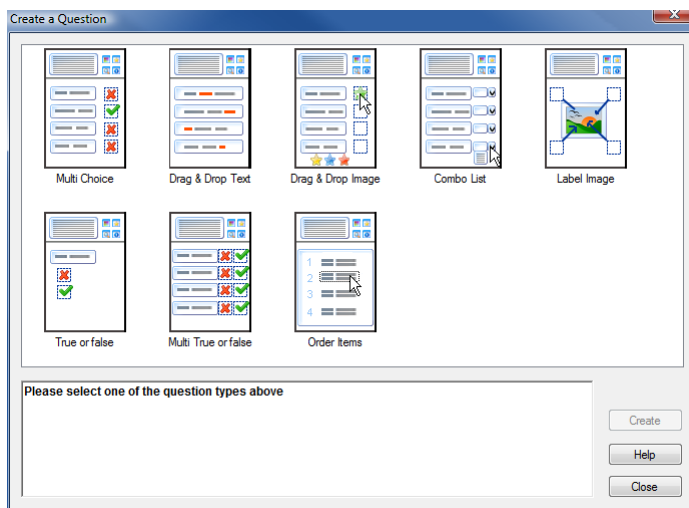 Create a Question
Multi Choice
Drag & Drop Text
Drag & Drop Image
Combo List
Label Image
1
2
3
4
True or false
Multi True or false
Order Items
Please select one of the question types above
Create
Help
Close